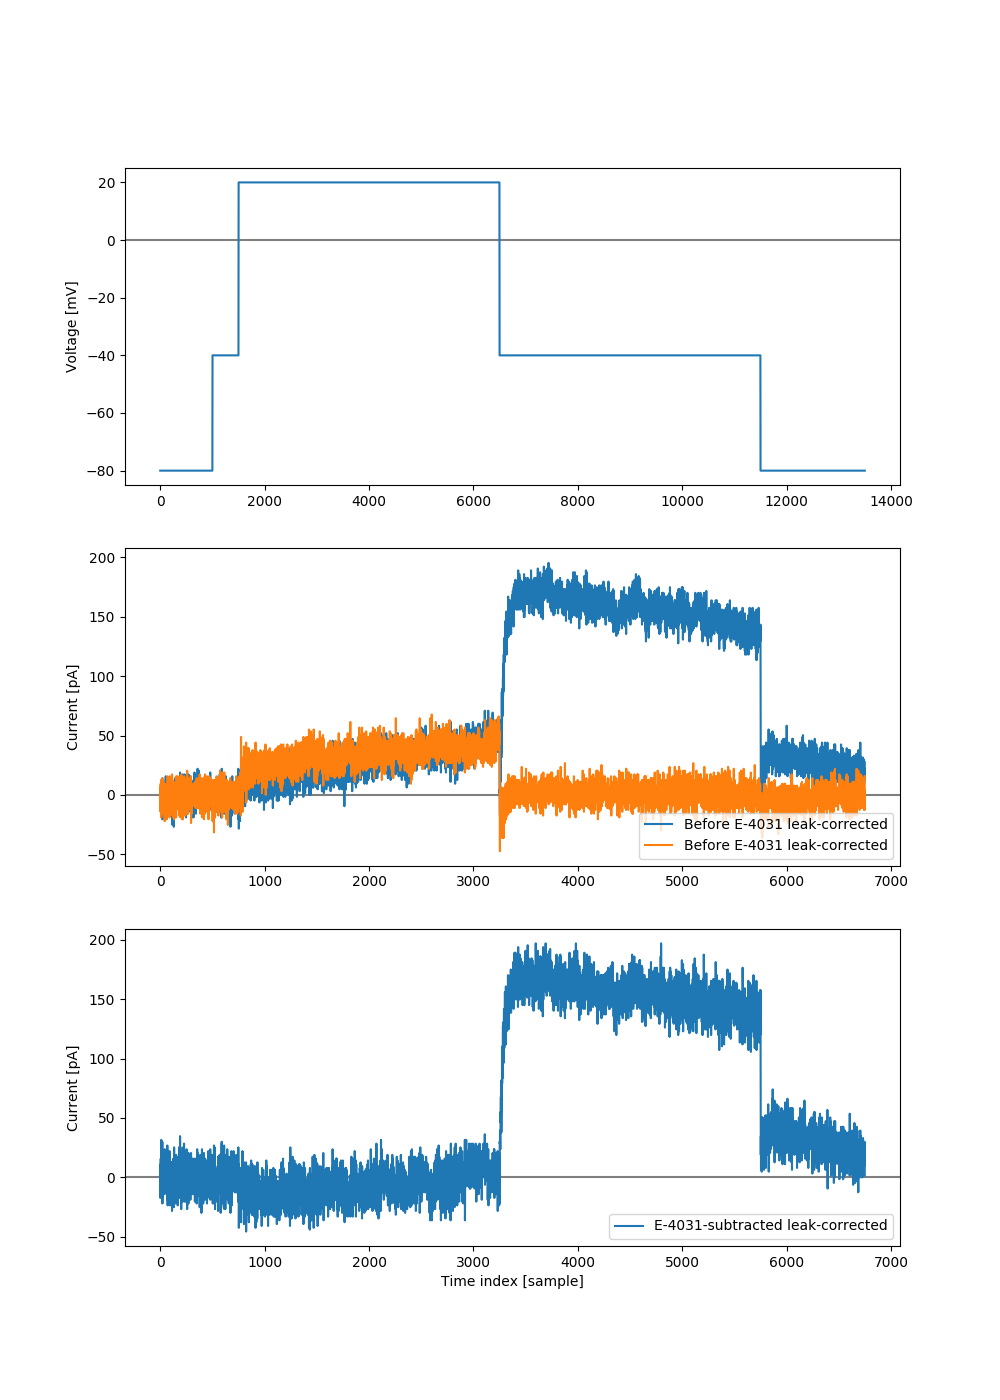 20
0
−20
−40
−60
−80
Voltage [mV]
0 2000 4000 6000 8000 10000 12000 14000
200
150
100
50
0
−50
Current [pA]
Before E-4031 leak-corrected
Before E-4031 leak-corrected
0 1000 2000 3000 4000 5000 6000 7000
200
150
100
50
0
−50
Current [pA]
E-4031-subtracted leak-corrected
0 1000 2000 3000 4000 5000 6000 7000
Time index [sample]